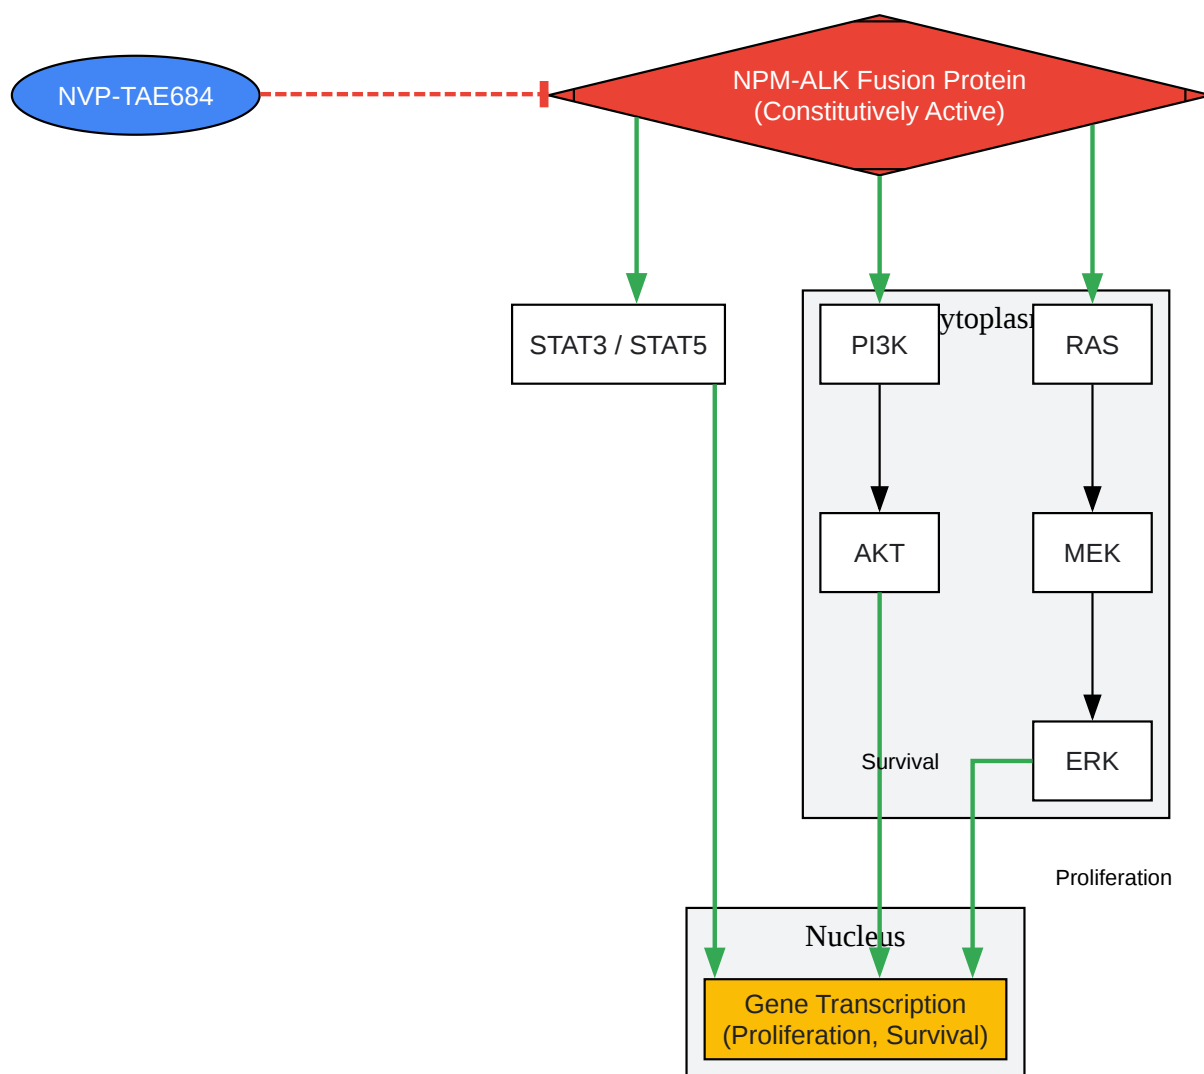 NVP-TAE684
NPM-ALK Fusion Protein
(Constitutively Active)
ytoplas
STAT3 / STAT5
PI3K
RAS
AKT
MEK
Survival
ERK
Proliferation
Nucleus
Gene Transcription
(Proliferation, Survival)